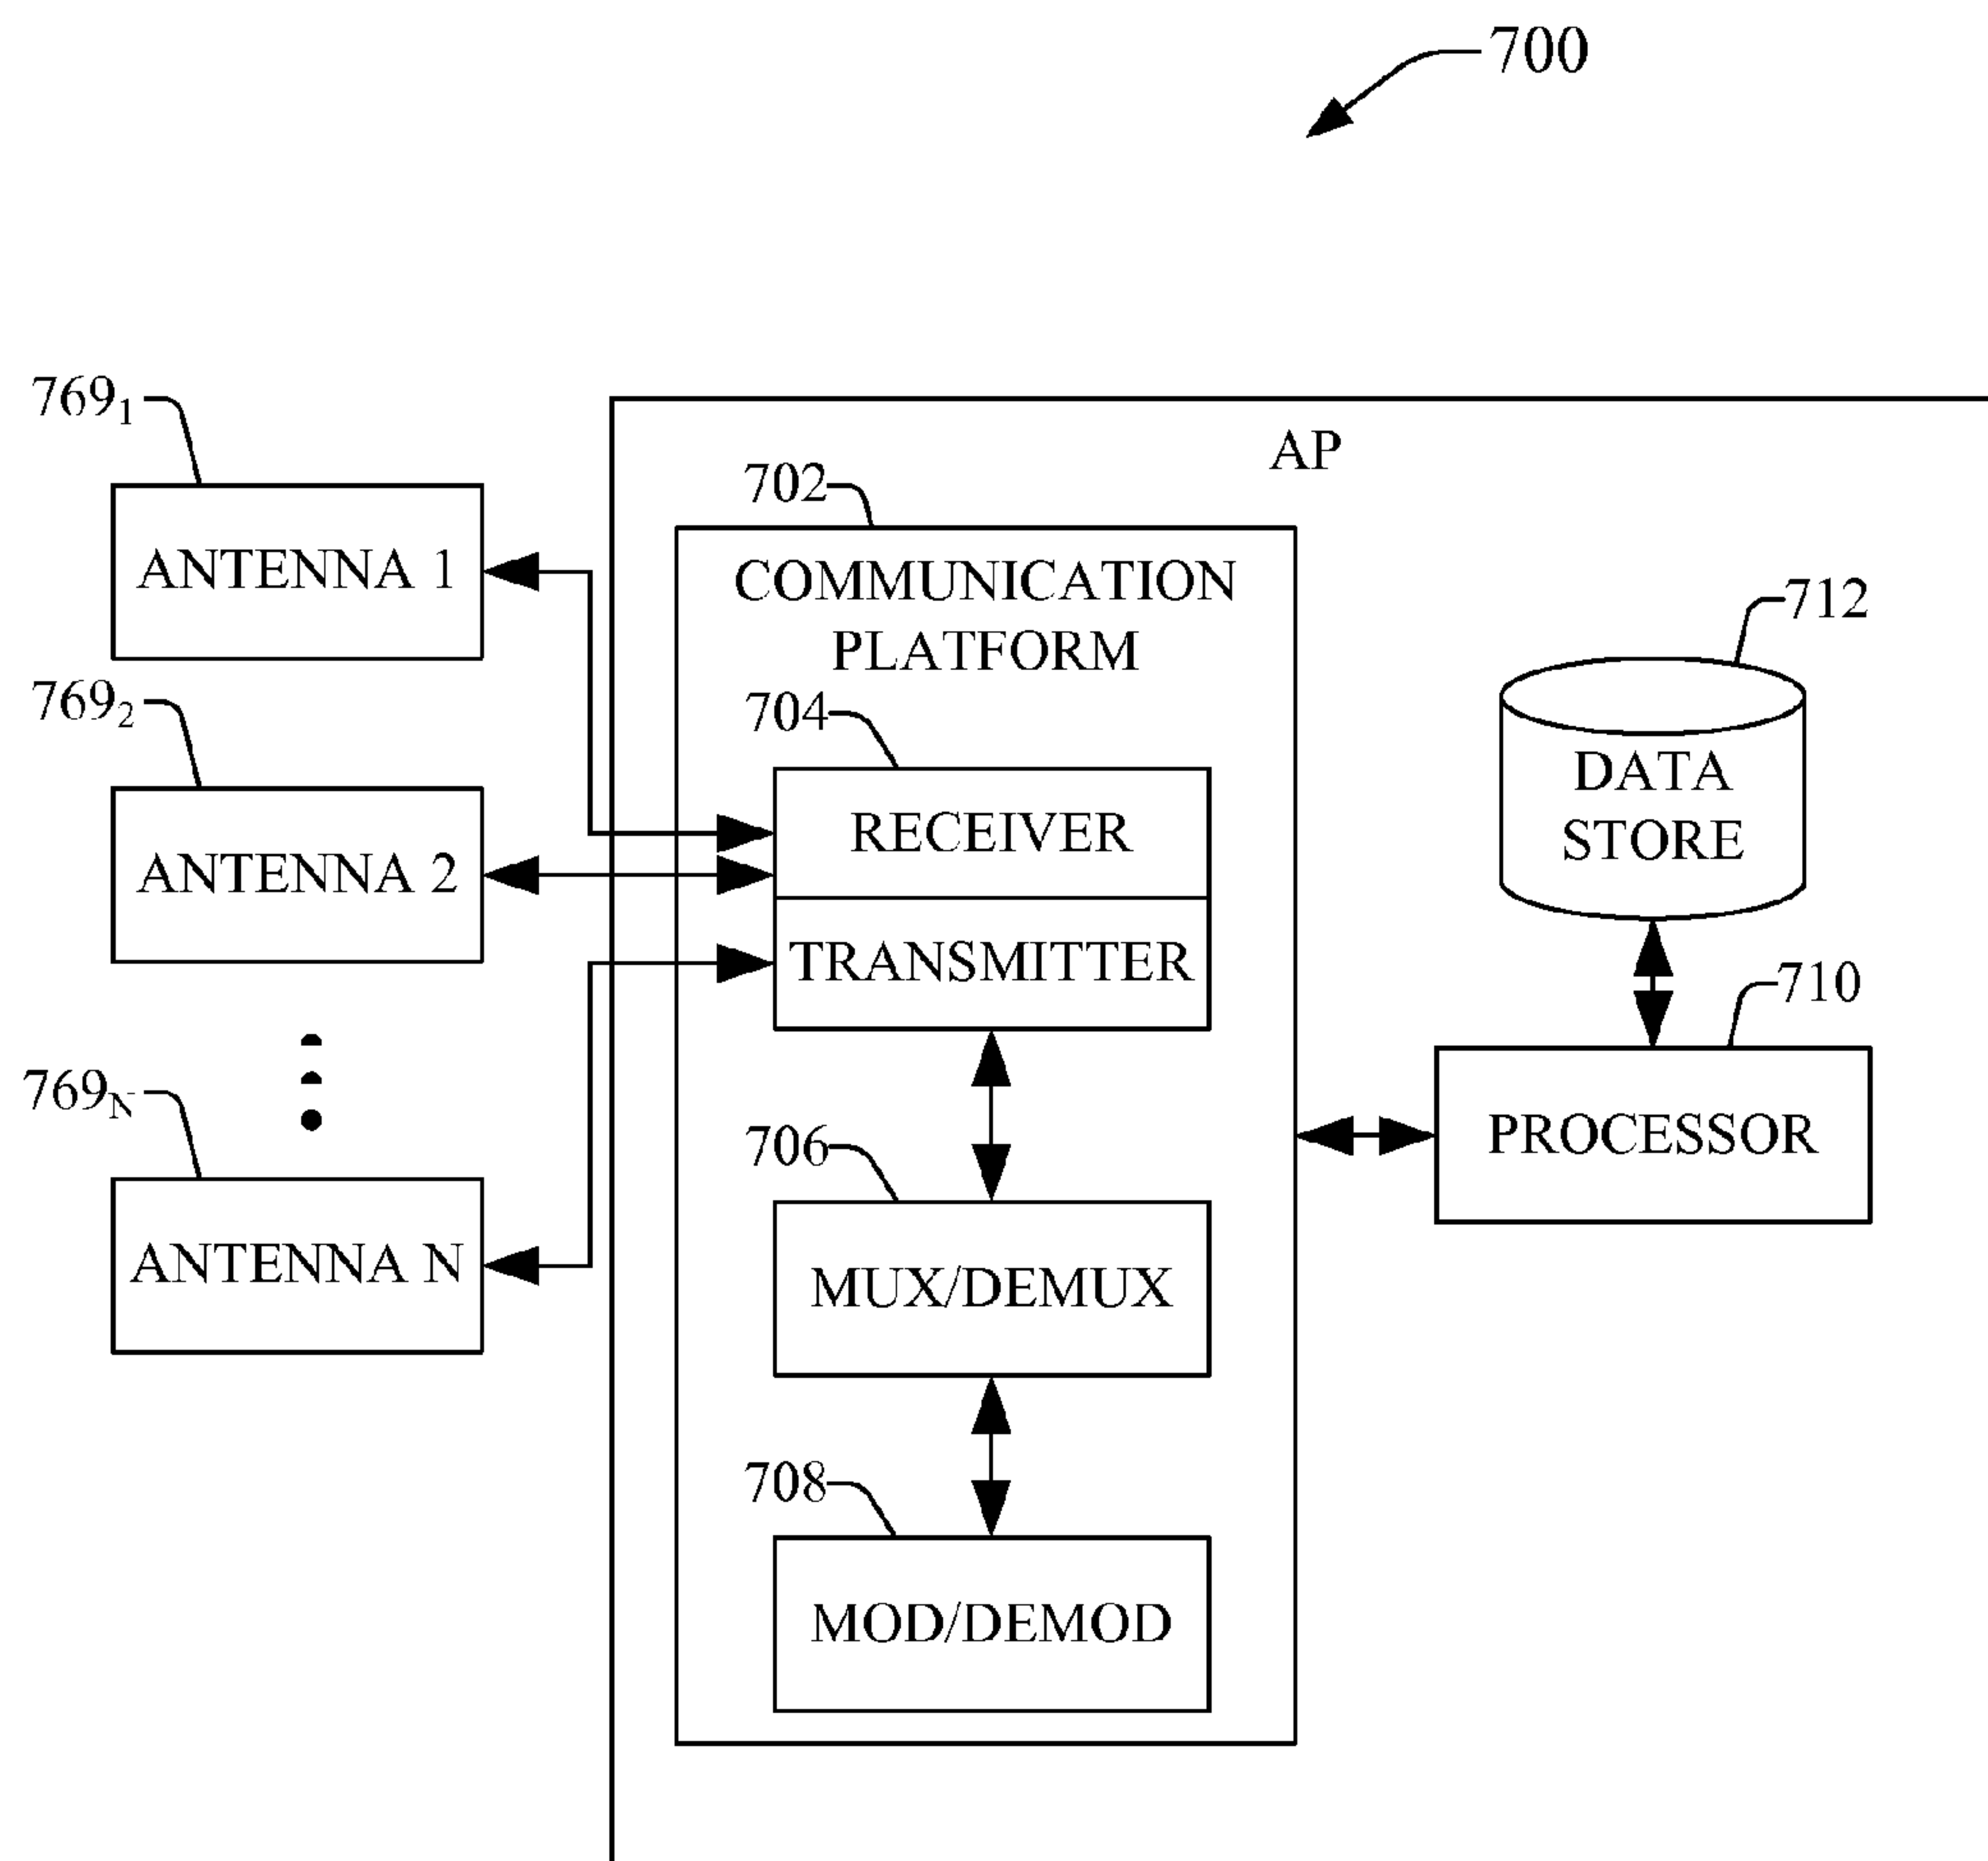 700
769₁
AP
702
ANTENNA 1
COMMUNICATION
PLATFORM
712
769₂
704
DATA
STORE
RECEIVER
ANTENNA 2
TRANSMITTER
710
769N
706
PROCESSOR
ANTENNA N
MUX/DEMUX
708
MOD/DEMOD